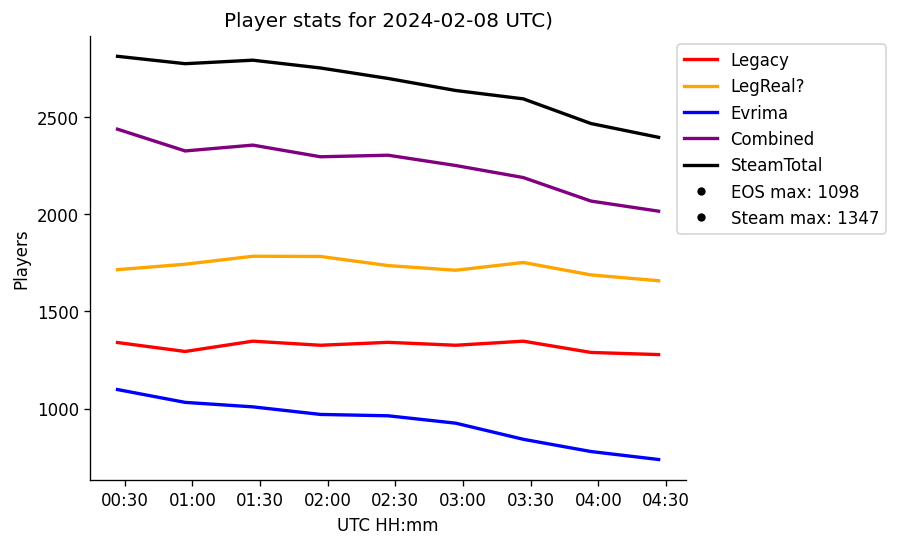 Player stats for 2024-02-08 UTC)
Legacy
LegReal?
Evrima
Combined
SteamTotal
EOS max: 1098
Steam max: 1347
Players
2500
2000
1500
1000
00:30 01:00 01:30 02:00 02:30 03:00 03:30 04:00 04:30
UTC HH:mm